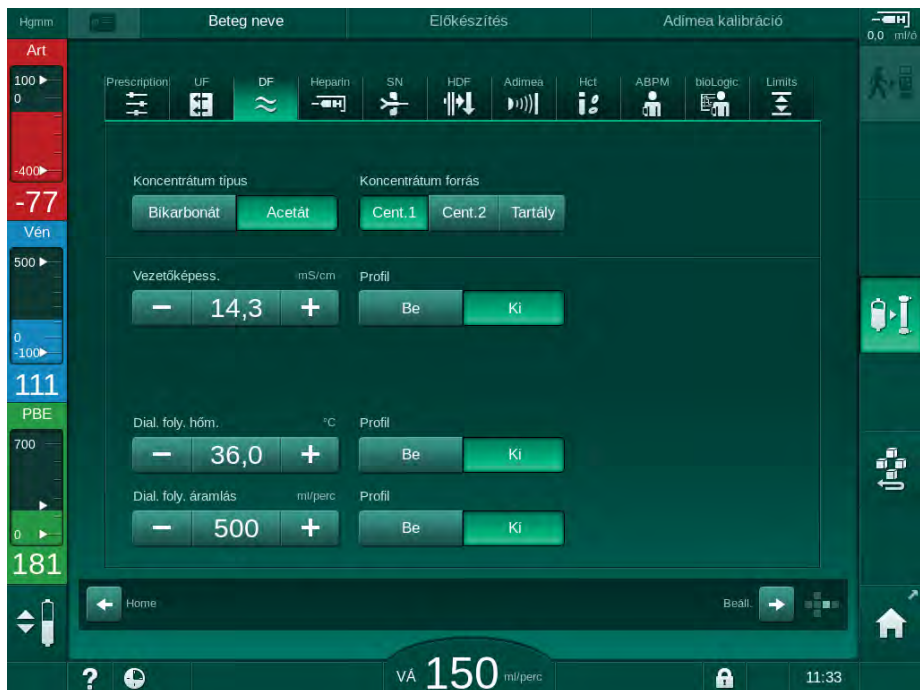 Hgmm
Beteg neve
Előkészítés
Adimea kalibráció
0,0 ml/ó
Art
100
0
-400
-77
Vén
500
0
-100
111
PBE
700
0
181
Prescription UF DF Heparin SN HDF Adimea Hct ABPM bioLogic Limits
Koncentrátum típus Koncentrátum forrás
Bikarbonát Acetát Cent.1 Cent.2 Tartály
Vezetőképess. mS/cm Profil
− 14,3 + Be Ki
Dial. foly. hőm. °C Profil
− 36,0 + Be Ki
Dial. foly. áramlás ml/perc Profil
− 500 + Be Ki
Home Beáll.
? VÁ 150 ml/perc 11:33